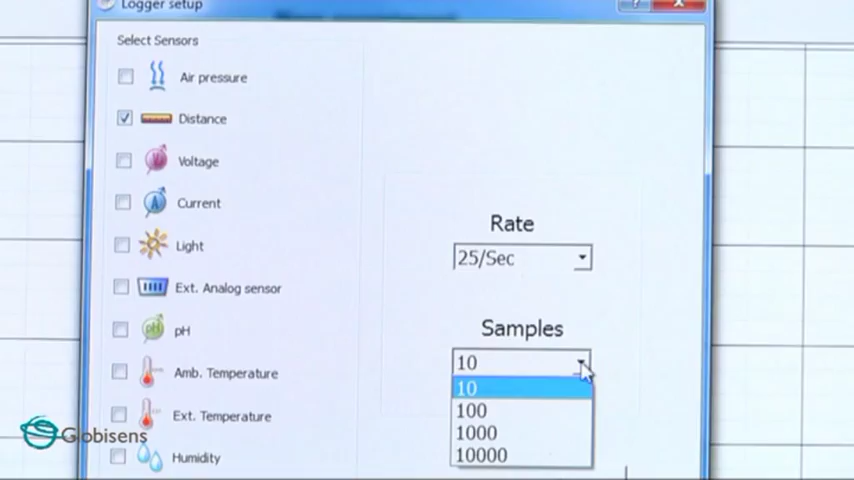 Logger setup
Select Sensors
Air pressure
Distance
Voltage
Current
Light
Ext. Analog sensor
pH
Amb. Temperature
Ext. Temperature
Humidity
Rate
25/Sec
Samples
10
10
100
1000
10000
Globisens